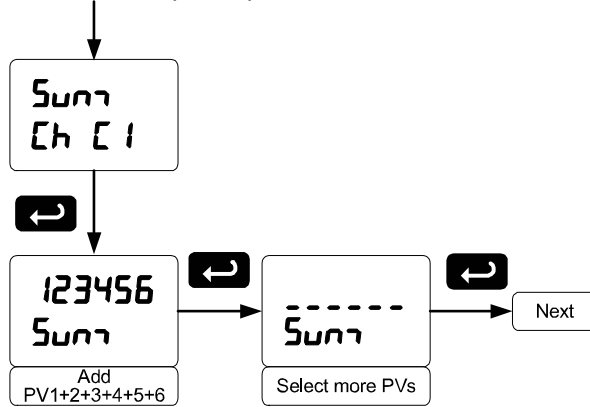 Sum
Ch C1
123456
Sum
Add
PV1+2+3+4+5+6
------
Sum
Select more PVs
Next